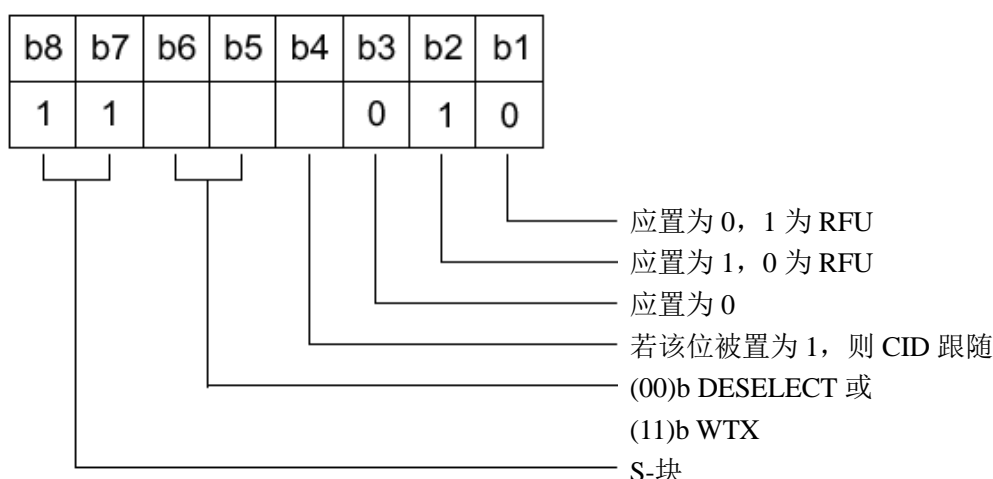 b8 b7 b6 b5 b4 b3 b2 b1
1 1 0 1 0
应置为 0，1 为 RFU
应置为 1，0 为 RFU
应置为 0
若该位被置为 1，则 CID 跟随
(00)b DESELECT 或
(11)b WTX
S-块